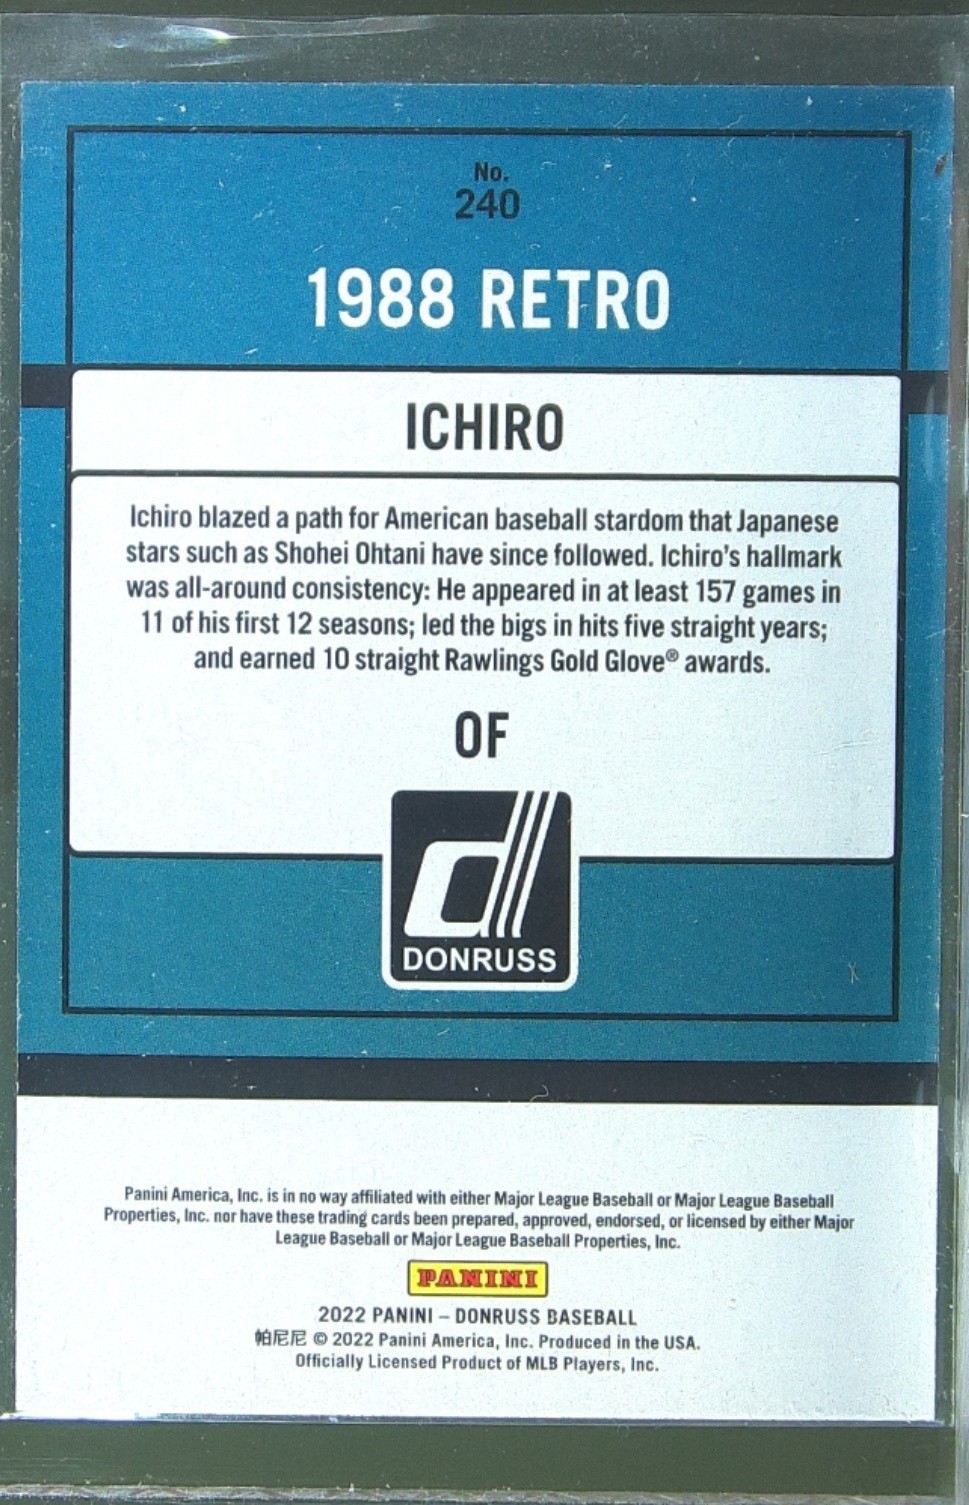 No.
240
1988 RETRO
ICHIRO
Ichiro blazed a path for American baseball stardom that Japanese
stars such as Shohei Ohtani have since followed. Ichiro's hallmark
was all-around consistency: He appeared in at least 157 games in
11 of his first 12 seasons; led the bigs in hits five straight years;
and earned 10 straight Rawlings Gold Glove® awards.
OF
d
DONRUSS
Panini America, Inc. is in no way affiliated with either Major League Baseball or Major League Baseball
Properties, Inc. nor have these trading cards been prepared, approved, endorsed, or licensed by either Major
League Baseball or Major League Baseball Properties, Inc.
PANINI
2022 PANINI – DONRUSS BASEBALL
帕尼尼 © 2022 Panini America, Inc. Produced in the USA.
Officially Licensed Product of MLB Players, Inc.